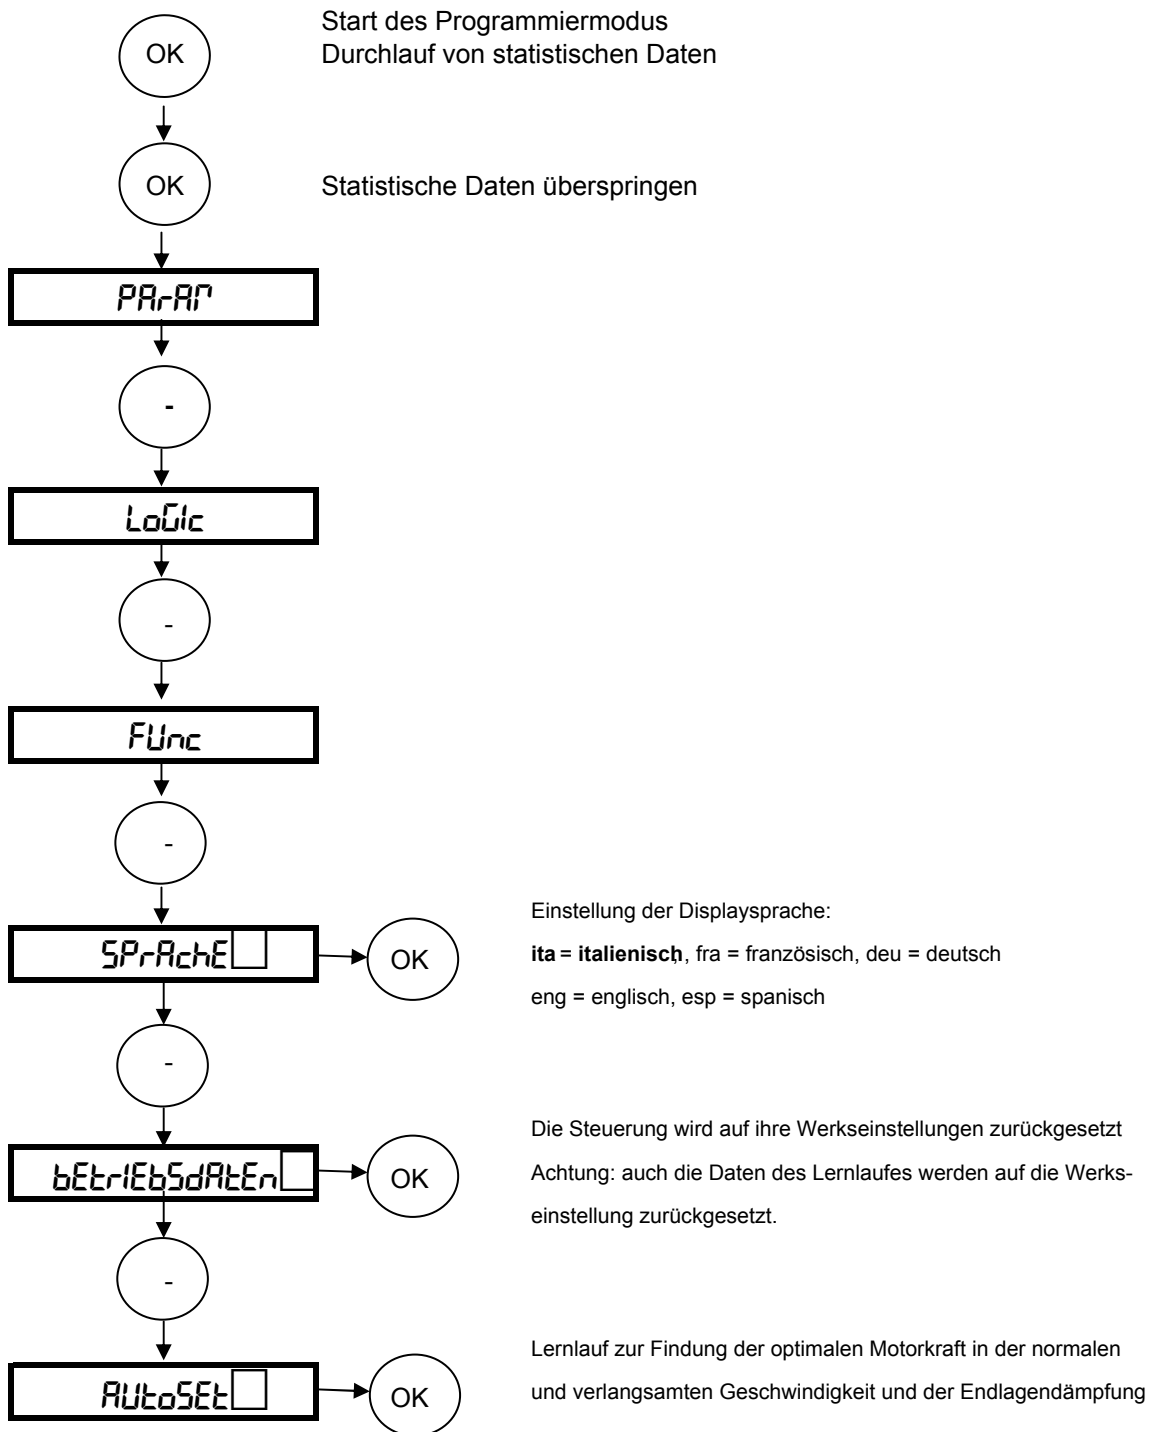 OK
Start des Programmiermodus
Durchlauf von statistischen Daten
OK
Statistische Daten überspringen
PArAM
-
LoGIc
-
FUnc
-
SPrAchE
OK
Einstellung der Displaysprache:
ita = italienisch, fra = französisch, deu = deutsch
eng = englisch, esp = spanisch
-
bEtrIEbSdAtEn
OK
Die Steuerung wird auf ihre Werkseinstellungen zurückgesetzt
Achtung: auch die Daten des Lernlaufes werden auf die Werks-
einstellung zurückgesetzt.
-
AUtoSEt
OK
Lernlauf zur Findung der optimalen Motorkraft in der normalen
und verlangsamten Geschwindigkeit und der Endlagendämpfung